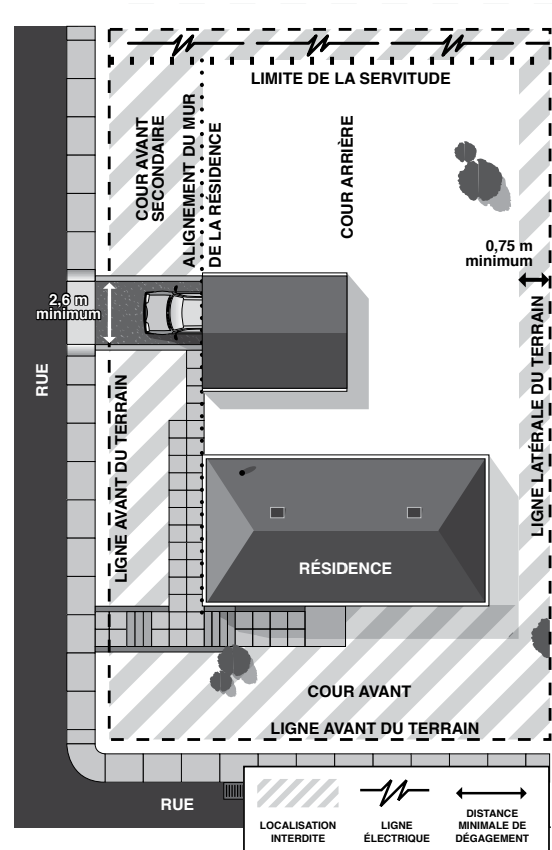 LIMITE DE LA SERVITUDE
COUR AVANT
SECONDAIRE
ALIGNEMENT DU MUR
DE LA RÉSIDENCE
COUR ARRIÈRE
0,75 m
minimum
2,6 m
minimum
RUE
LIGNE AVANT DU TERRAIN
LIGNE LATÉRALE DU TERRAIN
RÉSIDENCE
COUR AVANT
LIGNE AVANT DU TERRAIN
RUE
LOCALISATION
INTERDITE
LIGNE
ÉLECTRIQUE
DISTANCE
MINIMALE DE
DÉGAGEMENT